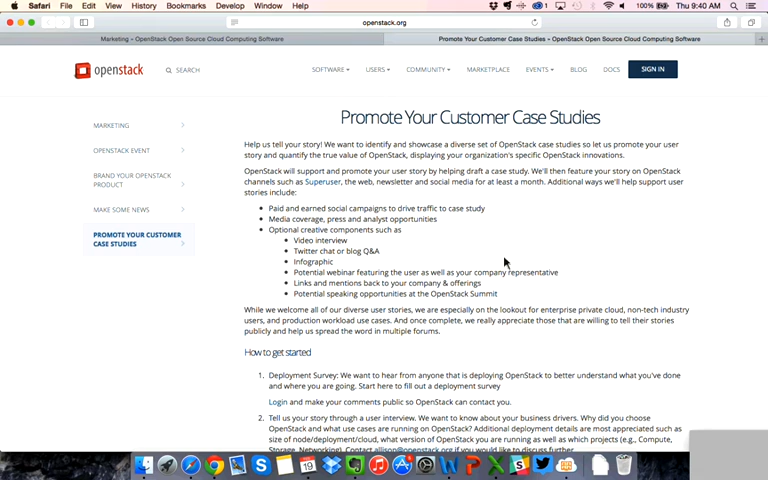 Safari File Edit View History Bookmarks Develop Window Help
1 100% Thu 9:40 AM
openstack.org
Marketing – OpenStack Open Source Cloud Computing Software
Promote Your Customer Case Studies – OpenStack Open Source Cloud Computing Software
openstack SEARCH SOFTWARE USERS COMMUNITY MARKETPLACE EVENTS BLOG DOCS SIGN IN
MARKETING
OPENSTACK EVENT
BRAND YOUR OPENSTACK
PRODUCT
MAKE SOME NEWS
PROMOTE YOUR CUSTOMER
CASE STUDIES
Promote Your Customer Case Studies
Help us tell your story! We want to identify and showcase a diverse set of OpenStack case studies so let us promote your user
story and quantify the true value of OpenStack, displaying your organization's specific OpenStack innovations.
OpenStack will support and promote your user story by helping draft a case study. We'll then feature your story on OpenStack
channels such as Superuser, the web, newsletter and social media for at least a month. Additional ways we'll help support user
stories include:
Paid and earned social campaigns to drive traffic to case study
Media coverage, press and analyst opportunities
Optional creative components such as
Video interview
Twitter chat or blog Q&A
Infographic
Potential webinar featuring the user as well as your company representative
Links and mentions back to your company & offerings
Potential speaking opportunities at the OpenStack Summit
While we welcome all of our diverse user stories, we are especially on the lookout for enterprise private cloud, non-tech industry
users, and production workload use cases. And once complete, we really appreciate those that are willing to tell their stories
publicly and help us spread the word in multiple forums.
How to get started
1. Deployment Survey: We want to hear from anyone that is deploying OpenStack to better understand what you've done
and where you are going. Start here to fill out a deployment survey
Login and make your comments public so OpenStack can contact you.
2. Tell us your story through a user interview. We want to know about your business drivers. Why did you choose
OpenStack and what use cases are running on OpenStack? Additional deployment details are most appreciated such as
size of node/deployment/cloud, what version of OpenStack you are running as well as which projects (e.g., Compute,
Storage, Networking). Contact allison@openstack.org if you would like to discuss further.
19